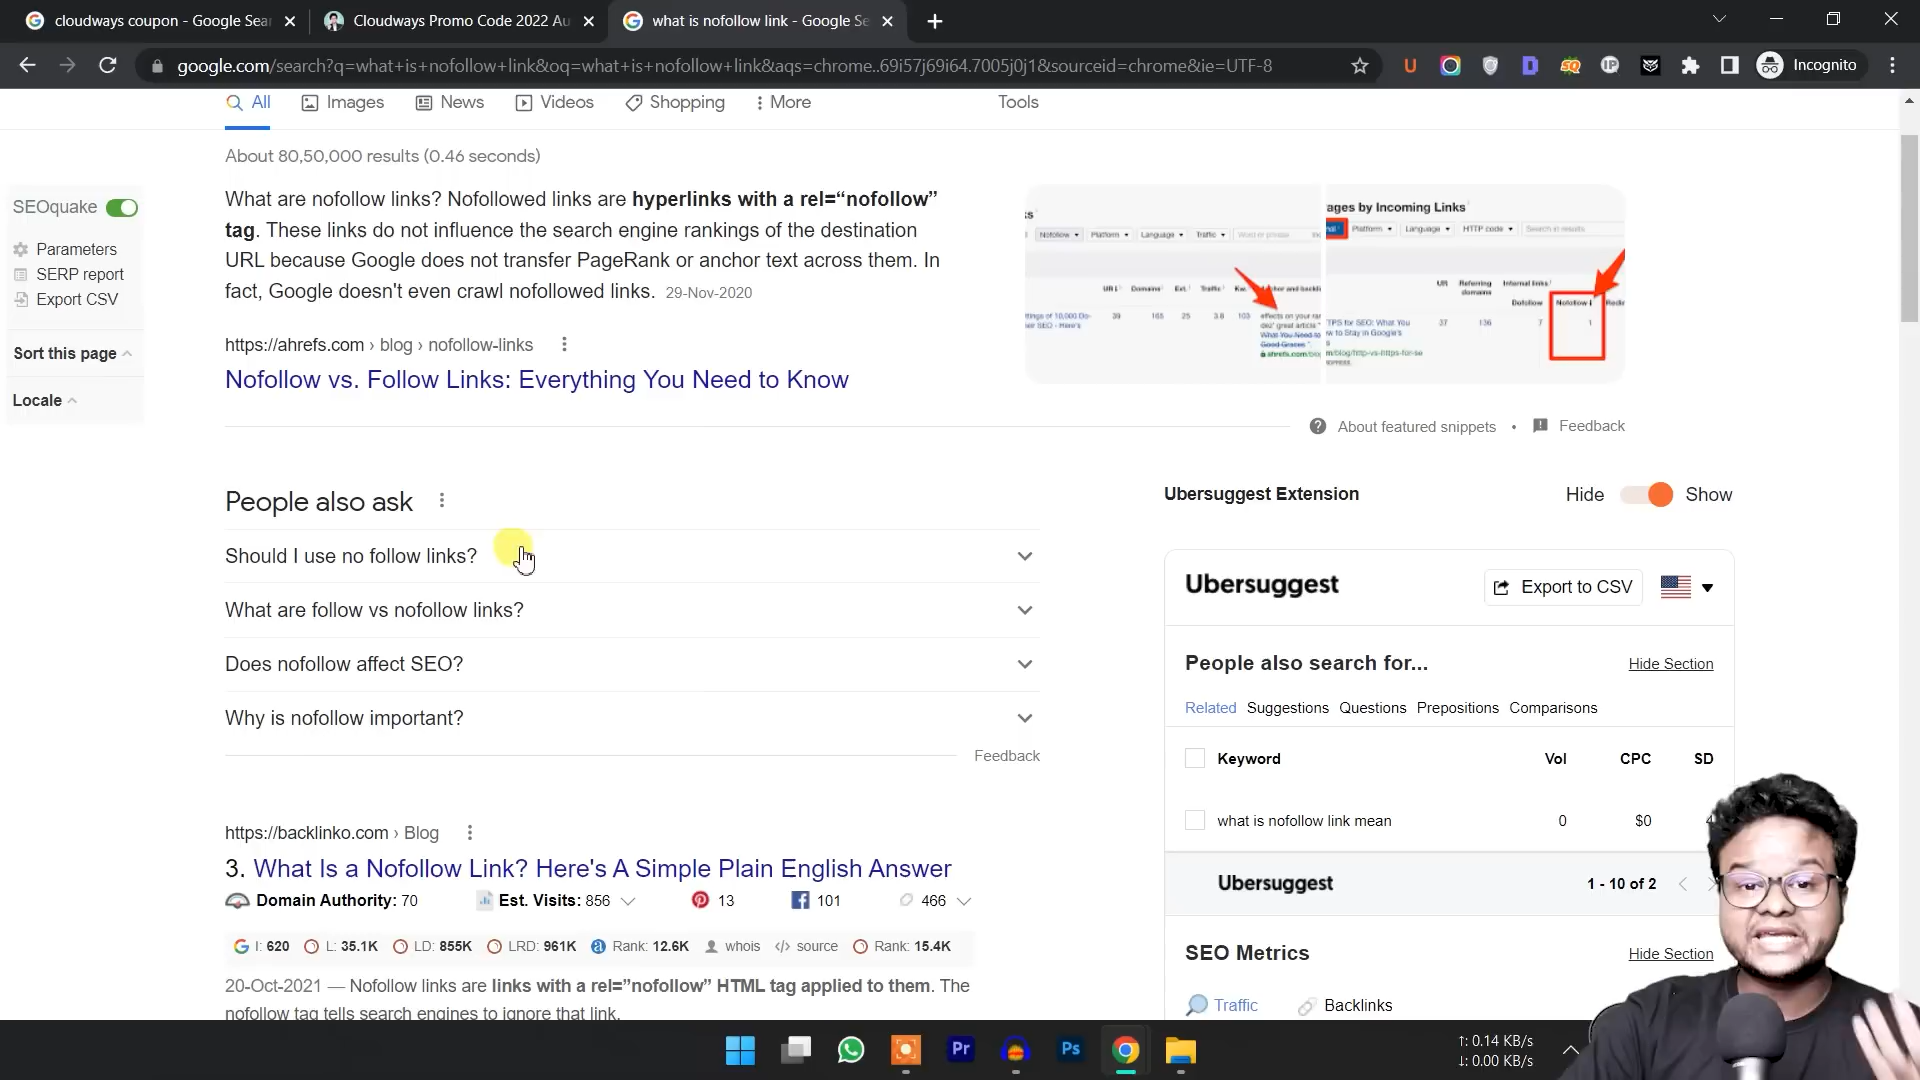 cloudways coupon - Google Sear
Cloudways Promo Code 2022 Au
what is nofollow link - Google Se
google.com/search?q=what+is+nofollow+link&oq=what+is+nofollow+link&aqs=chrome..69i57j69i64.7005j0j1&sourceid=chrome&ie=UTF-8
Incognito
All
Images
News
Videos
Shopping
More
Tools
About 80,50,000 results (0.46 seconds)
SEOquake
Parameters
SERP report
Export CSV
Sort this page
Locale
What are nofollow links? Nofollowed links are hyperlinks with a rel=“nofollow”
tag. These links do not influence the search engine rankings of the destination
URL because Google does not transfer PageRank or anchor text across them. In
fact, Google doesn't even crawl nofollowed links. 29-Nov-2020
https://ahrefs.com › blog › nofollow-links
Nofollow vs. Follow Links: Everything You Need to Know
Nofollow
Platform
Language
Traffic
ages by Incoming Links
Platform
Language
HTTP code
Search in results
About featured snippets
Feedback
People also ask
Should I use no follow links?
What are follow vs nofollow links?
Does nofollow affect SEO?
Why is nofollow important?
Feedback
https://backlinko.com › Blog
3. What Is a Nofollow Link? Here's A Simple Plain English Answer
Domain Authority: 70
Est. Visits: 856
13
101
466
I: 620
L: 35.1K
LD: 855K
LRD: 961K
Rank: 12.6K
whois
source
Rank: 15.4K
20-Oct-2021 — Nofollow links are links with a rel=”nofollow” HTML tag applied to them. The
nofollow tag tells search engines to ignore that link.
Ubersuggest Extension
Hide
Show
Ubersuggest
Export to CSV
People also search for...
Hide Section
Related
Suggestions
Questions
Prepositions
Comparisons
Keyword
Vol
CPC
SD
what is nofollow link mean
0
$0
Ubersuggest
1 - 10 of 2
SEO Metrics
Hide Section
Traffic
Backlinks
Pr
Ps
↑: 0.14 KB/s
↓: 0.00 KB/s